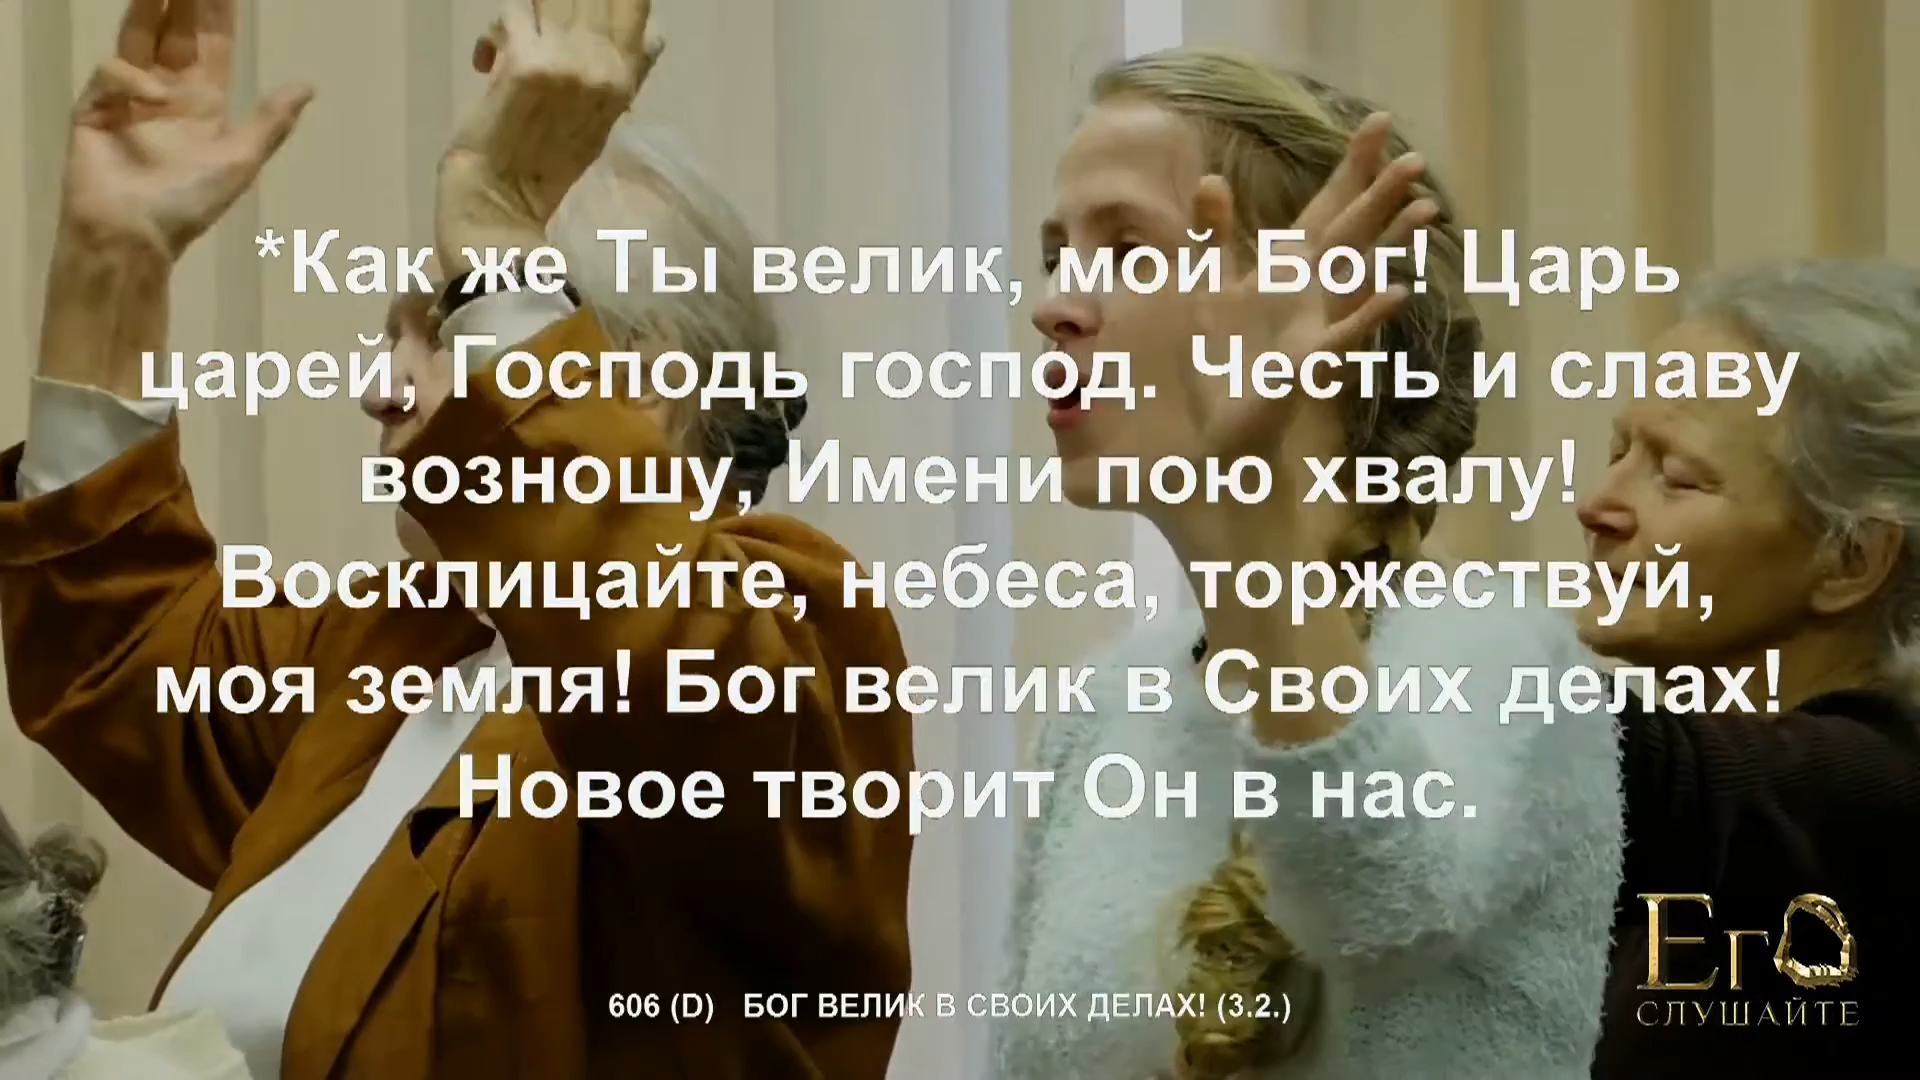 *Как же Ты велик, мой Бог! Царь
царей, Господь господ. Честь и славу
возношу, Имени пою хвалу!
Восклицайте, небеса, торжествуй,
моя земля! Бог велик в Своих делах!
Новое творит Он в нас.
606 (D) БОГ ВЕЛИК В СВОИХ ДЕЛАХ! (3.2.)
ЕГО
СЛУШАЙТЕ